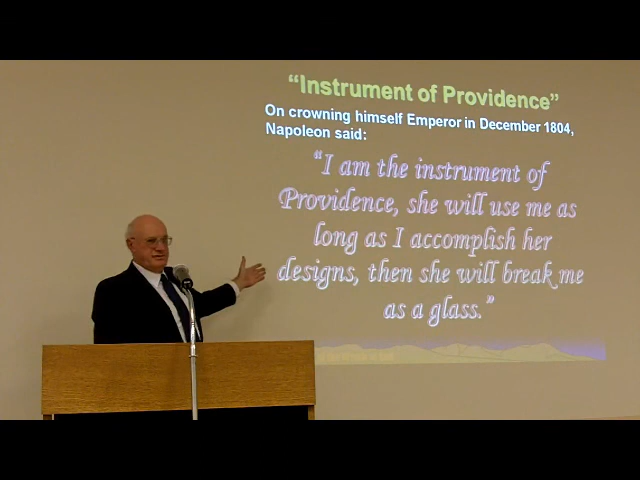 “Instrument of Providence”
On crowning himself Emperor in December 1804,
Napoleon said:
“I am the instrument of
Providence, she will use me as
long as I accomplish her
designs, then she will break me
as a glass.”